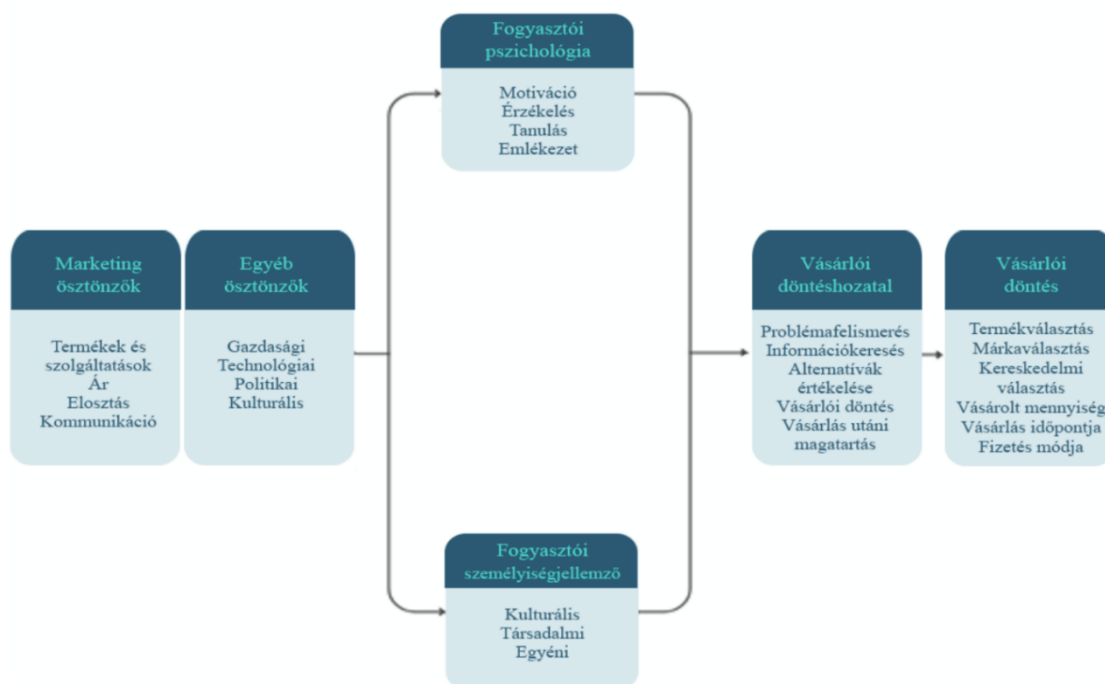 Fogyasztói
pszichológia
Motiváció
Érzékelés
Tanulás
Emlékezet
Marketing
ösztönzők
Termékek és
szolgáltatások
Ár
Elosztás
Kommunikáció
Egyéb
ösztönzők
Gazdasági
Technológiai
Politikai
Kulturális
Fogyasztói
személyiségjellemző
Kulturális
Társadalmi
Egyéni
Vásárlói
döntéshozatal
Problémafelismerés
Információkeresés
Alternatívák
értékelése
Vásárlói döntés
Vásárlás utáni
magatartás
Vásárlói
döntés
Termékválasztás
Márkaválasztás
Kereskedelmi
választás
Vásárolt mennyiség
Vásárlás időpontja
Fizetés módja